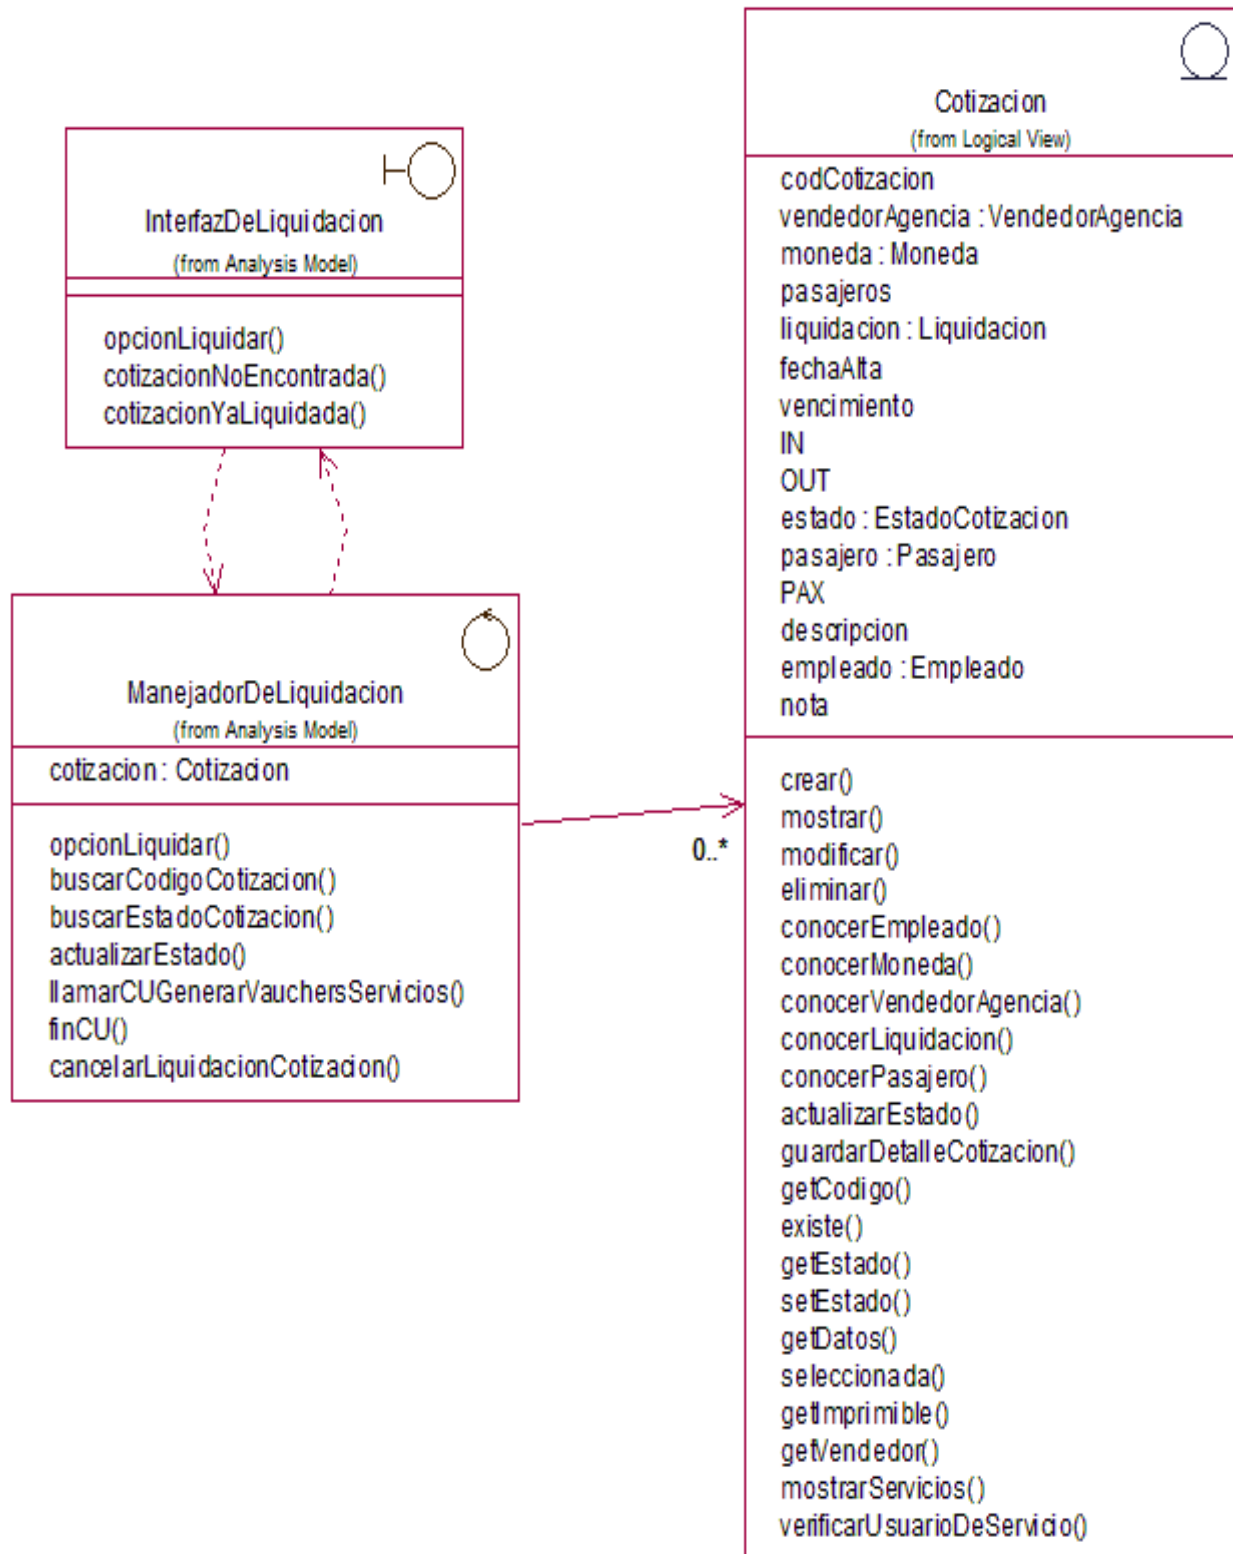 InterfazDeLiquidacion
(from Analysis Model)
opcionLiquidar()
cotizacionNoEncontrada()
cotizacionYaLiquidada()
ManejadorDeLiquidacion
(from Analysis Model)
cotizacion : Cotizacion
opcionLiquidar()
buscarCodigoCotizacion()
buscarEstadoCotizacion()
actualizarEstado()
llamarCUGenerarVauchersServicios()
finCU()
cancelarLiquidacionCotizacion()
0..*
Cotizacion
(from Logical View)
codCotizacion
vendedorAgencia : VendedorAgencia
moneda : Moneda
pasajeros
liquidacion : Liquidacion
fechaAlta
vencimiento
IN
OUT
estado : EstadoCotizacion
pasajero : Pasajero
PAX
descripcion
empleado : Empleado
nota
crear()
mostrar()
modificar()
eliminar()
conocerEmpleado()
conocerMoneda()
conocerVendedorAgencia()
conocerLiquidacion()
conocerPasajero()
actualizarEstado()
guardarDetalleCotizacion()
getCodigo()
existe()
getEstado()
setEstado()
getDatos()
seleccionada()
getImprimible()
getVendedor()
mostrarServicios()
verificarUsuarioDeServicio()